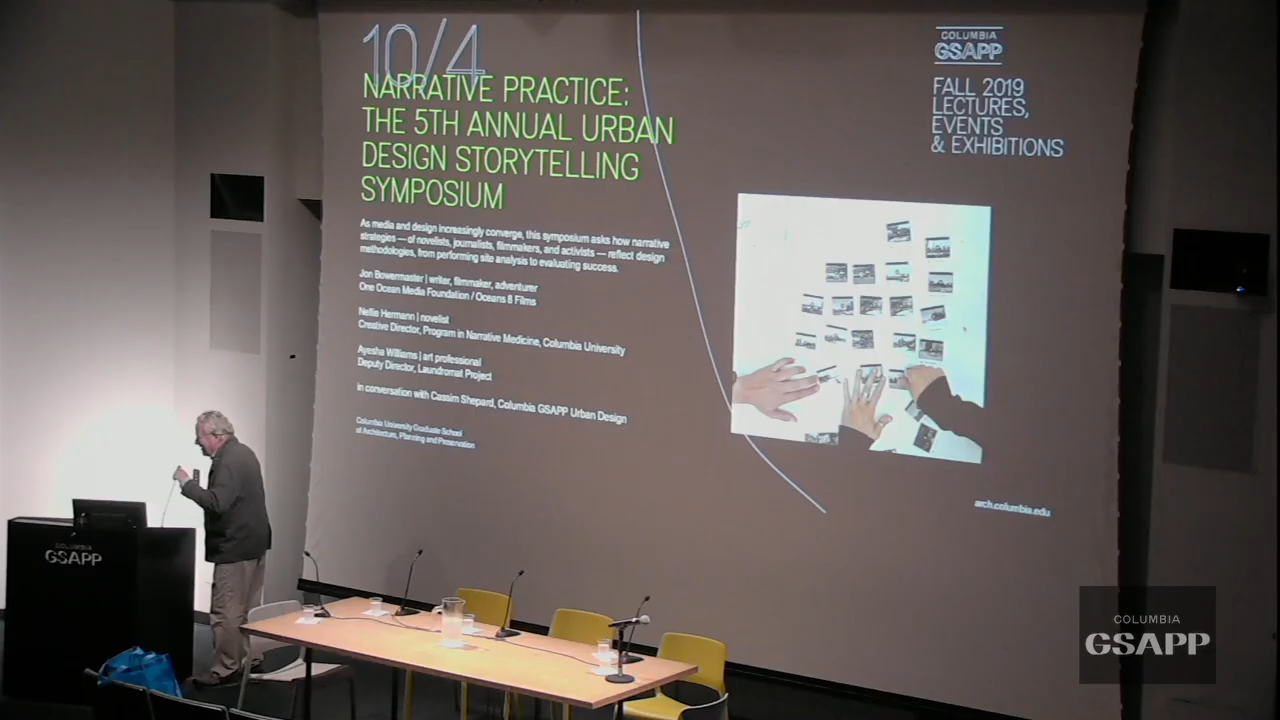 10/4
NARRATIVE PRACTICE:
THE 5TH ANNUAL URBAN
DESIGN STORYTELLING
SYMPOSIUM
As media and design increasingly converge, this symposium asks how narrative
strategies — of novelists, journalists, filmmakers, and activists — reflect design
methodologies, from performing site analysis to evaluating success.
Jon Bowermaster | writer, filmmaker, adventurer
One Ocean Media Foundation / Oceans 8 Films
Nellie Hermann | novelist
Creative Director, Program in Narrative Medicine, Columbia University
Ayesha Williams | art professional
Deputy Director, Laundromat Project
in conversation with Cassim Shepard, Columbia GSAPP Urban Design
Columbia University Graduate School
of Architecture, Planning and Preservation
COLUMBIA
GSAPP
FALL 2019
LECTURES,
EVENTS
& EXHIBITIONS
arch.columbia.edu
COLUMBIA
GSAPP
COLUMBIA
GSAPP